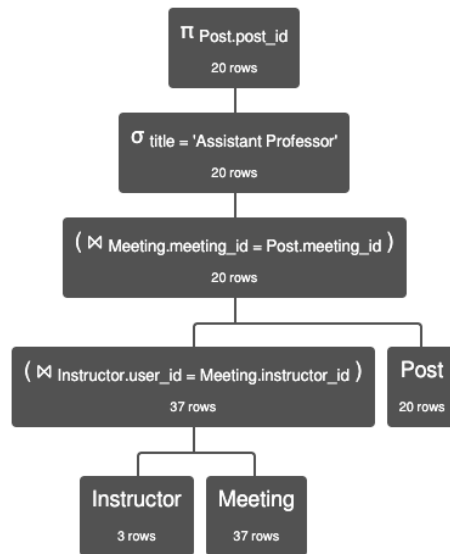 π Post.post_id
20 rows
σ title = 'Assistant Professor'
20 rows
( ⋈ Meeting.meeting_id = Post.meeting_id )
20 rows
( ⋈ Instructor.user_id = Meeting.instructor_id )
37 rows
Post
20 rows
Instructor
3 rows
Meeting
37 rows